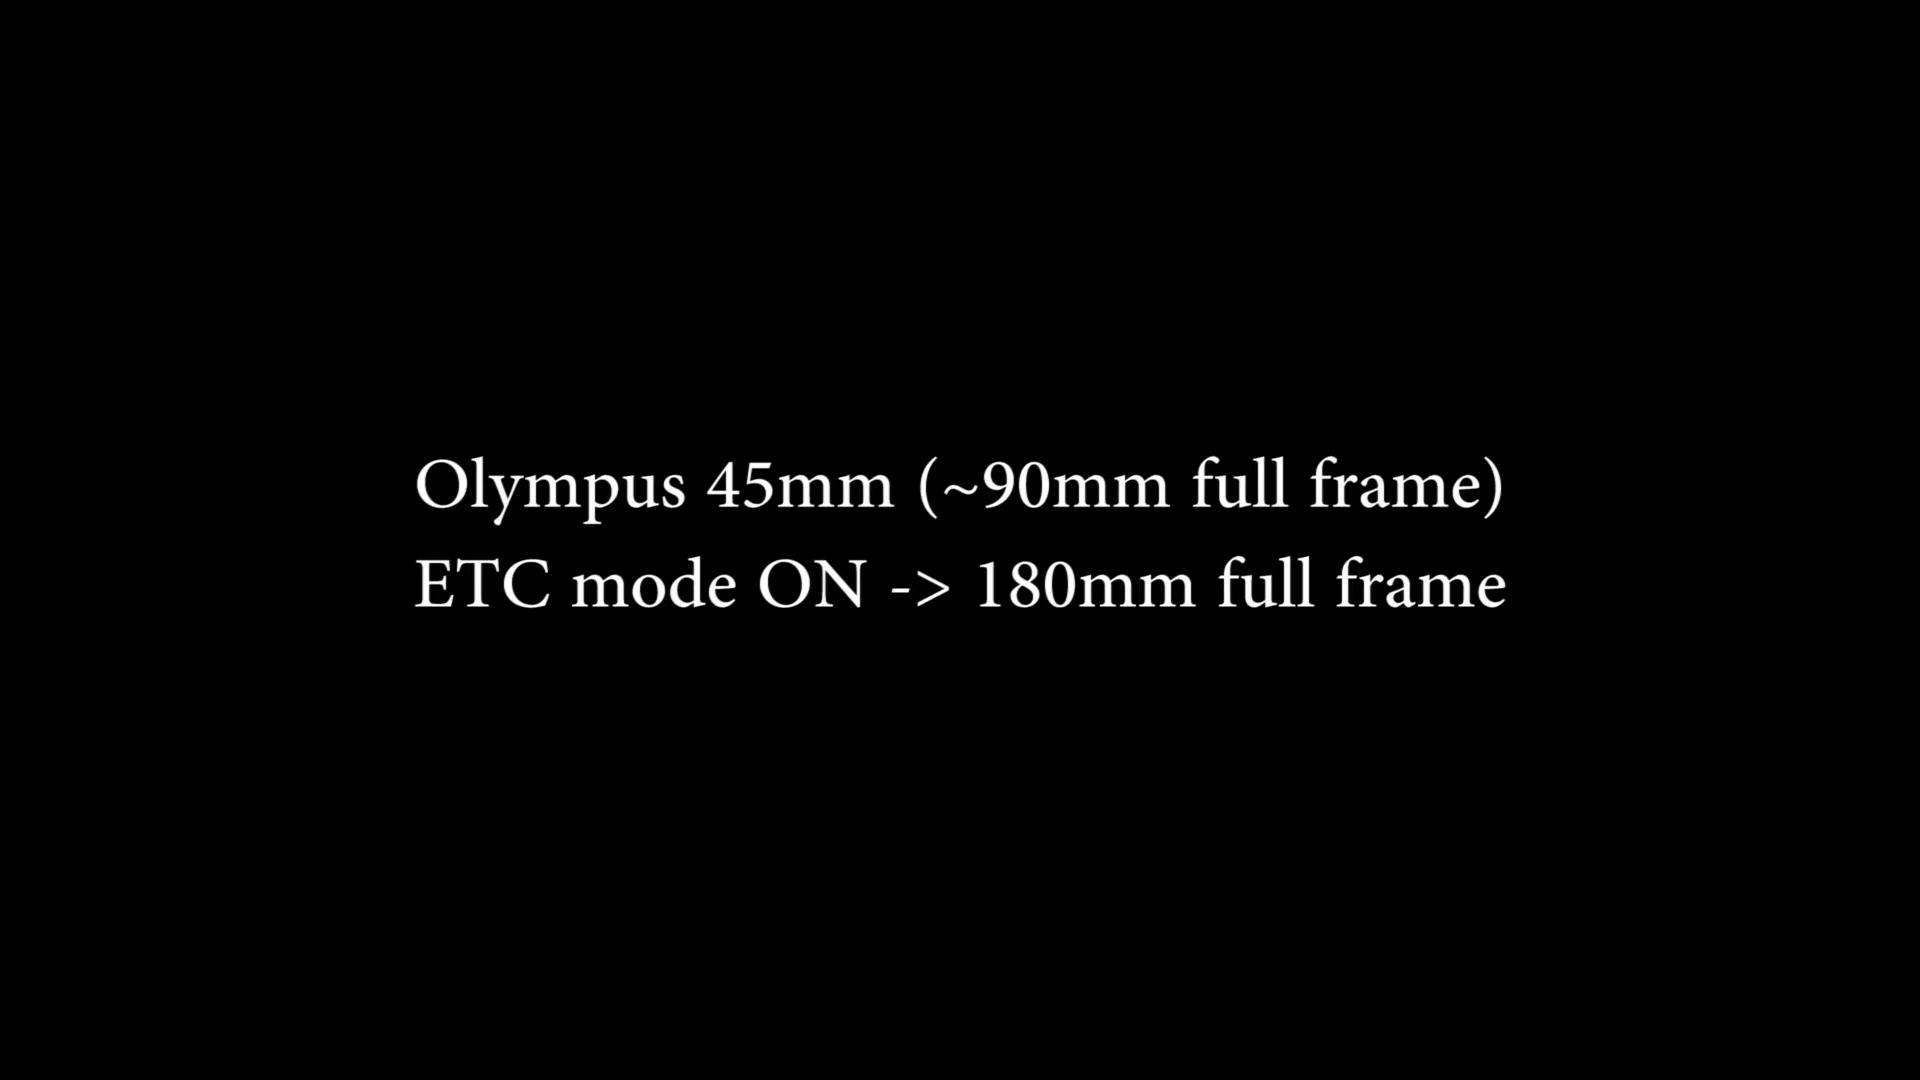 Olympus 45mm (~90mm full frame)
ETC mode ON -> 180mm full frame